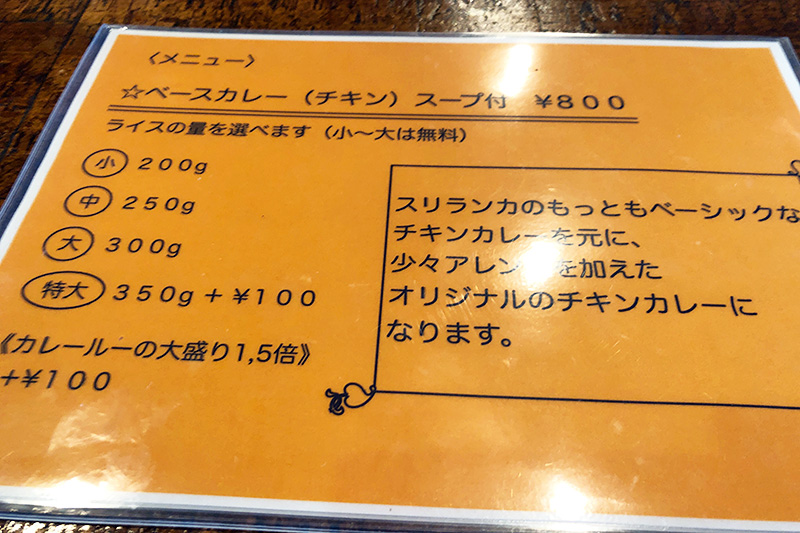 〈メニュー〉
☆ベースカレー（チキン）スープ付　￥８００
ライスの量を選べます（小〜大は無料）
小 ２００g
中 ２５０g
大 ３００g
特大 ３５０g＋￥１００
《カレールーの大盛り1,5倍》
＋￥１００
スリランカのもっともベーシックな
チキンカレーを元に、
少々アレンを加えた
オリジナルのチキンカレーに
なります。